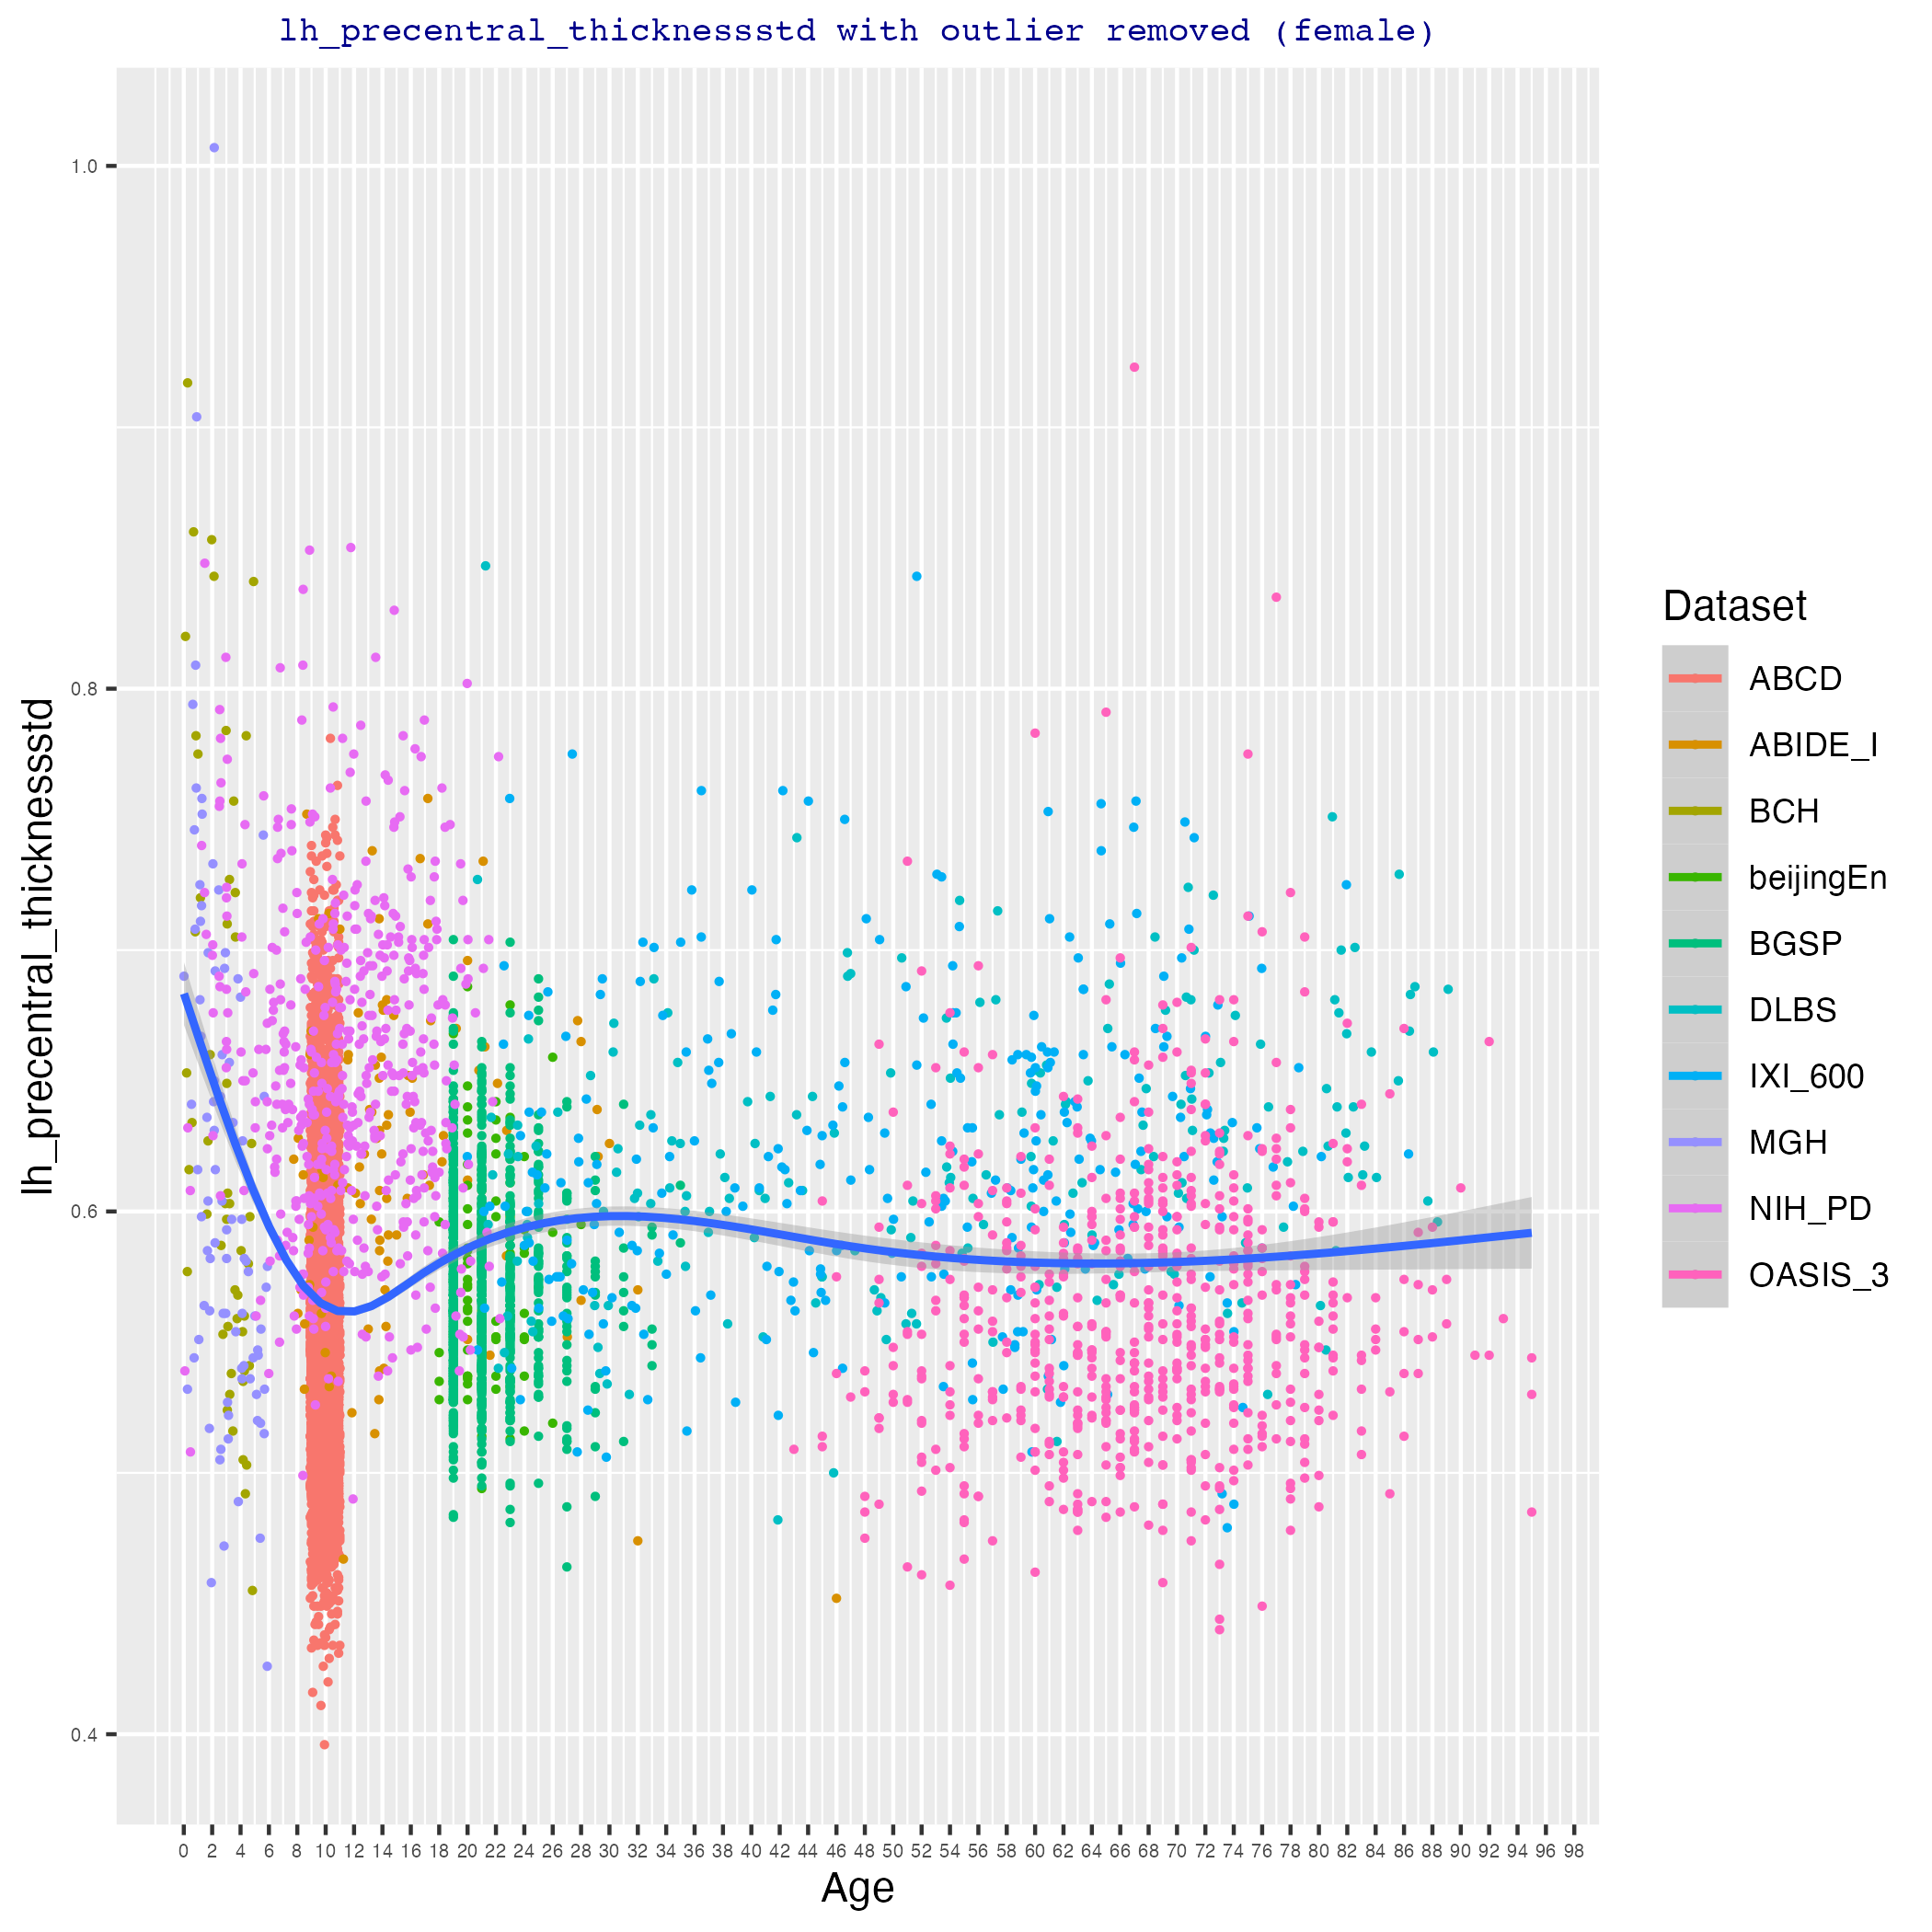 lh_precentral_thicknessstd with outlier removed (female)
lh_precentral_thicknessstd
1.0
0.8
0.6
0.4
0 2 4 6 8 10 12 14 16 18 20 22 24 26 28 30 32 34 36 38 40 42 44 46 48 50 52 54 56 58 60 62 64 66 68 70 72 74 76 78 80 82 84 86 88 90 92 94 96 98
Age
Dataset
ABCD
ABIDE_I
BCH
beijingEn
BGSP
DLBS
IXI_600
MGH
NIH_PD
OASIS_3